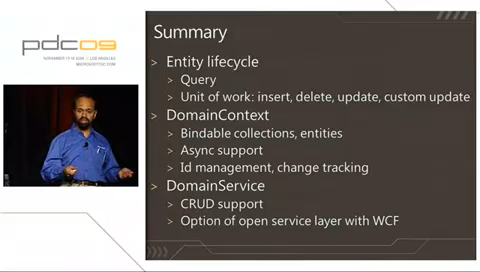 pdc09
NOVEMBER 17-19 2009 LOS ANGELES
MICROSOFTPDC.COM
Summary
> Entity lifecycle
> Query
> Unit of work: insert, delete, update, custom update
> DomainContext
> Bindable collections, entities
> Async support
> Id management, change tracking
> DomainService
> CRUD support
> Option of open service layer with WCF